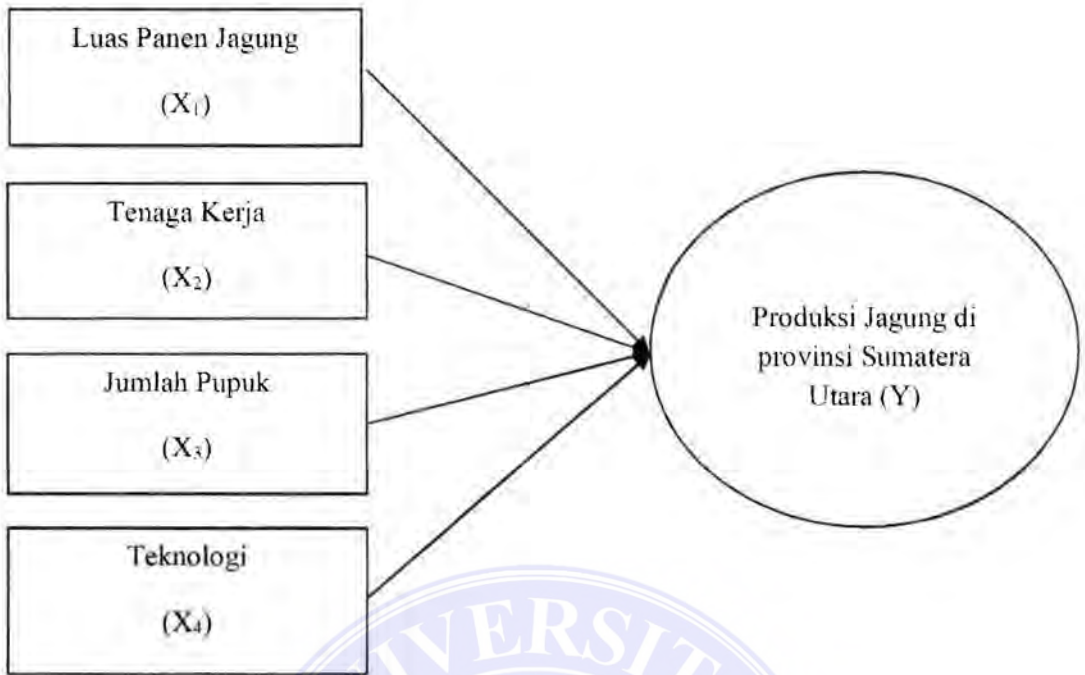 Luas Panen Jagung
(X₁)
Tenaga Kerja
(X₂)
Jumlah Pupuk
(X₃)
Teknologi
(X₄)
Produksi Jagung di
provinsi Sumatera
Utara (Y)